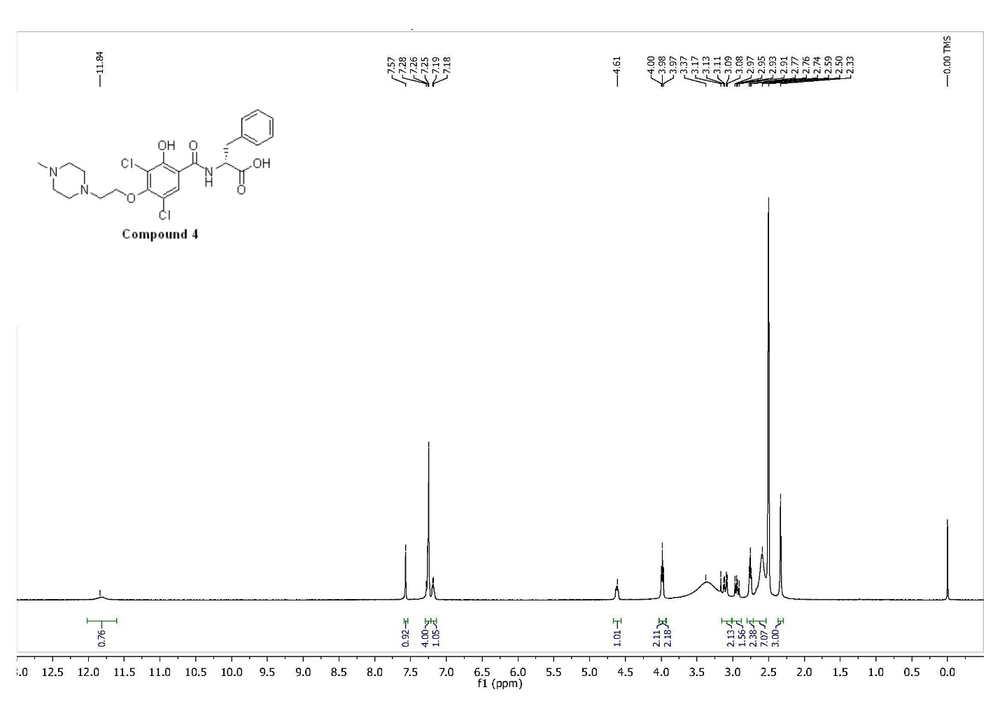 11.84
7.57
7.28
7.26
7.25
7.19
7.18
4.61
4.00
3.98
3.97
3.37
3.17
3.13
3.11
3.09
3.08
2.97
2.95
2.93
2.91
2.77
2.76
2.74
2.59
2.50
2.33
0.00 TMS
OH
O
Cl
N
H
OH
O
N
N
O
Cl
Compound 4
0.76
0.92
4.00
1.05
1.01
2.11
2.18
2.13
1.56
2.38
7.07
3.00
.0 12.5 12.0 11.5 11.0 10.5 10.0 9.5 9.0 8.5 8.0 7.5 7.0 6.5 6.0 5.5 5.0 4.5 4.0 3.5 3.0 2.5 2.0 1.5 1.0 0.5 0.0
f1 (ppm)